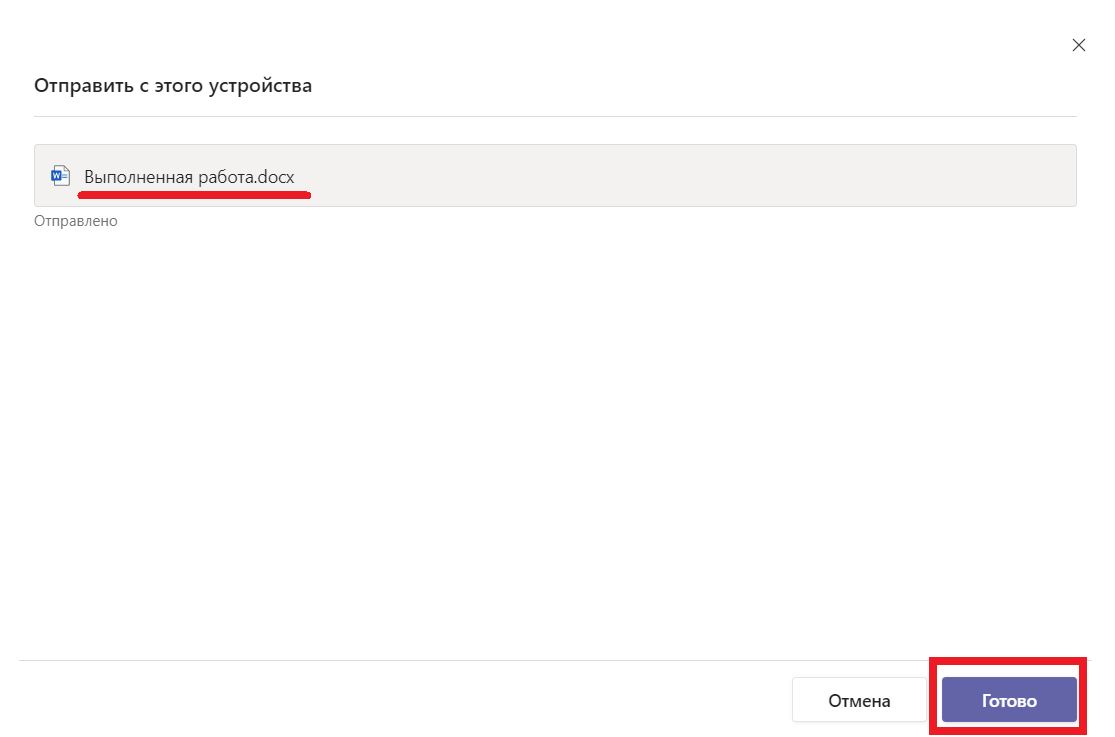 Отправить с этого устройства
Выполненная работа.docx
Отправлено
Отмена
Готово